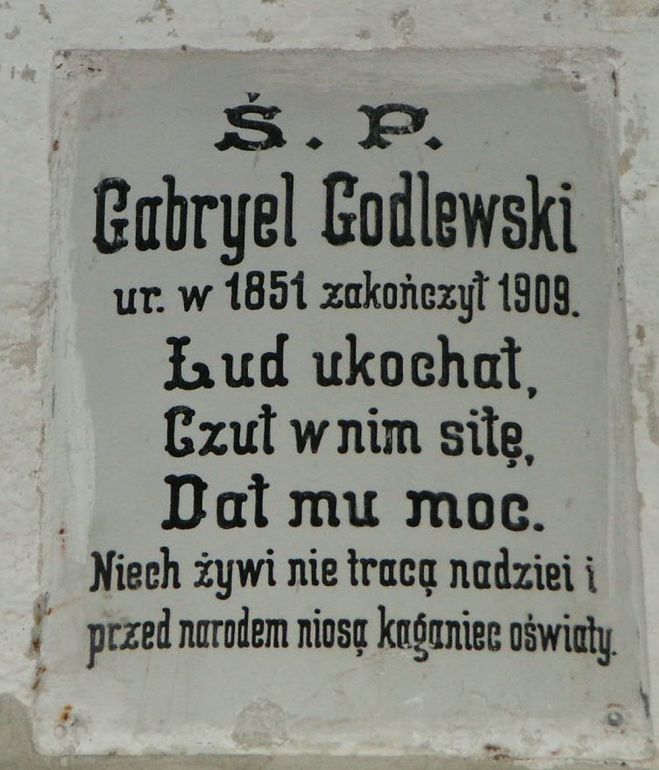 Ś. P.
Gabryel Godlewski
ur. w 1851 zakończył 1909.
Lud ukochał,
Czuł w nim siłę,
Dał mu moc.
Niech żywi nie tracą nadziei i
przed narodem niosą kaganiec oświaty.